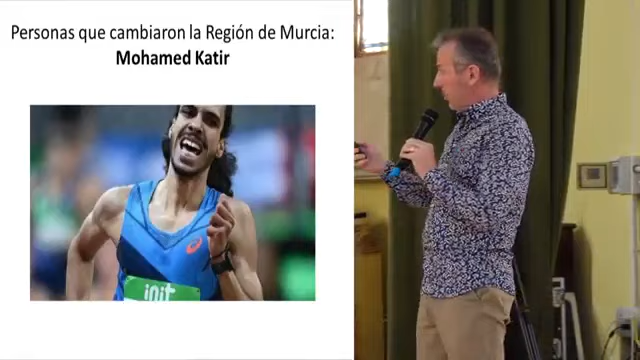 Personas que cambiaron la Región de Murcia:
Mohamed Katir
init